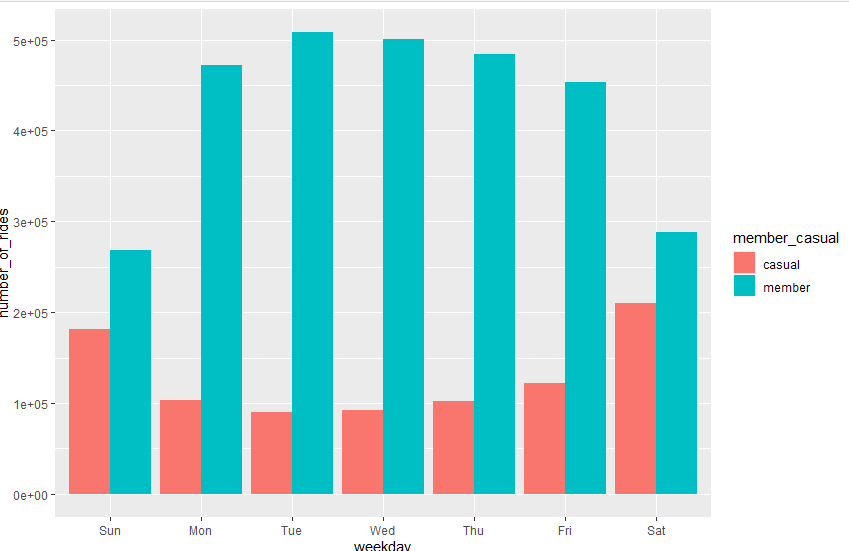 5e+05
4e+05
3e+05
2e+05
1e+05
0e+00
number_of_rides
Sun Mon Tue Wed Thu Fri Sat
weekday
member_casual
casual
member